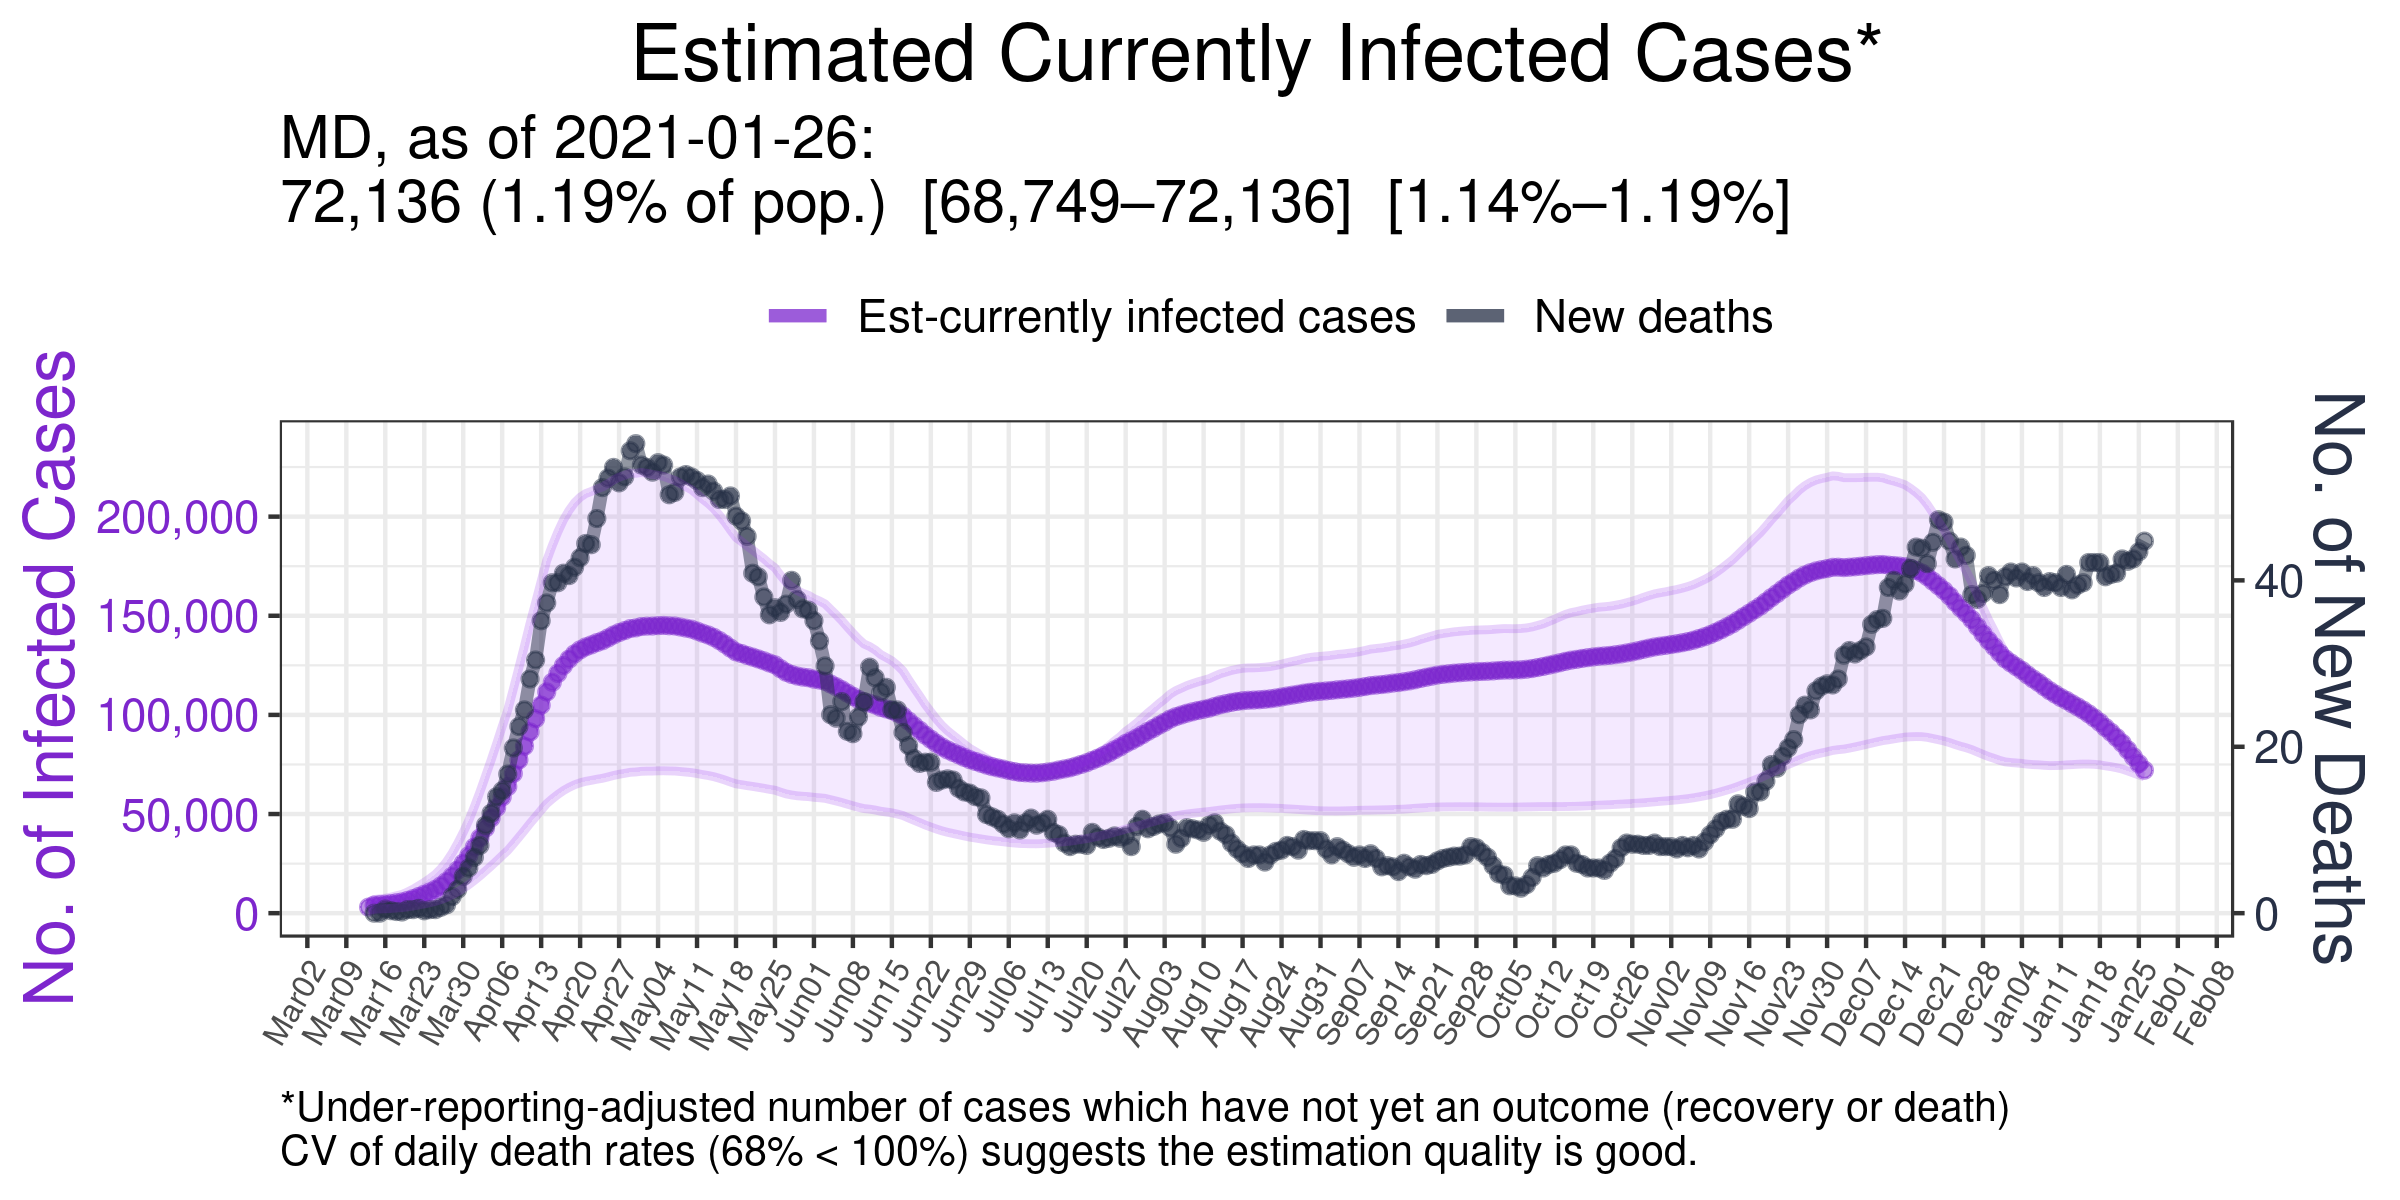 Estimated Currently Infected Cases*
MD, as of 2021-01-26:
72,136 (1.19% of pop.)  [68,749–72,136]  [1.14%–1.19%]
Est-currently infected cases
New deaths
No. of Infected Cases
200,000
150,000
100,000
50,000
0
No. of New Deaths
40
20
0
Mar02
Mar09
Mar16
Mar23
Mar30
Apr06
Apr13
Apr20
Apr27
May04
May11
May18
May25
Jun01
Jun08
Jun15
Jun22
Jun29
Jul06
Jul13
Jul20
Jul27
Aug03
Aug10
Aug17
Aug24
Aug31
Sep07
Sep14
Sep21
Sep28
Oct05
Oct12
Oct19
Oct26
Nov02
Nov09
Nov16
Nov23
Nov30
Dec07
Dec14
Dec21
Dec28
Jan04
Jan11
Jan18
Jan25
Feb01
Feb08
*Under-reporting-adjusted number of cases which have not yet an outcome (recovery or death)
CV of daily death rates (68% < 100%) suggests the estimation quality is good.